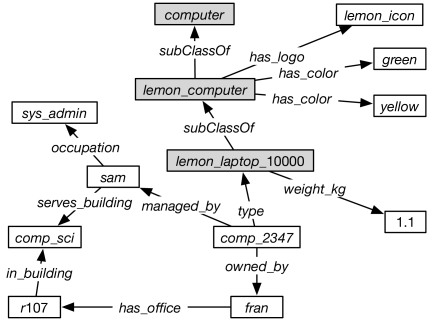 computer
lemon_icon
subClassOf
has_logo
has_color
green
lemon_computer
has_color
yellow
sys_admin
subClassOf
occupation
lemon_laptop_10000
sam
weight_kg
serves_building
managed_by
type
1.1
comp_sci
comp_2347
in_building
owned_by
r107
has_office
fran